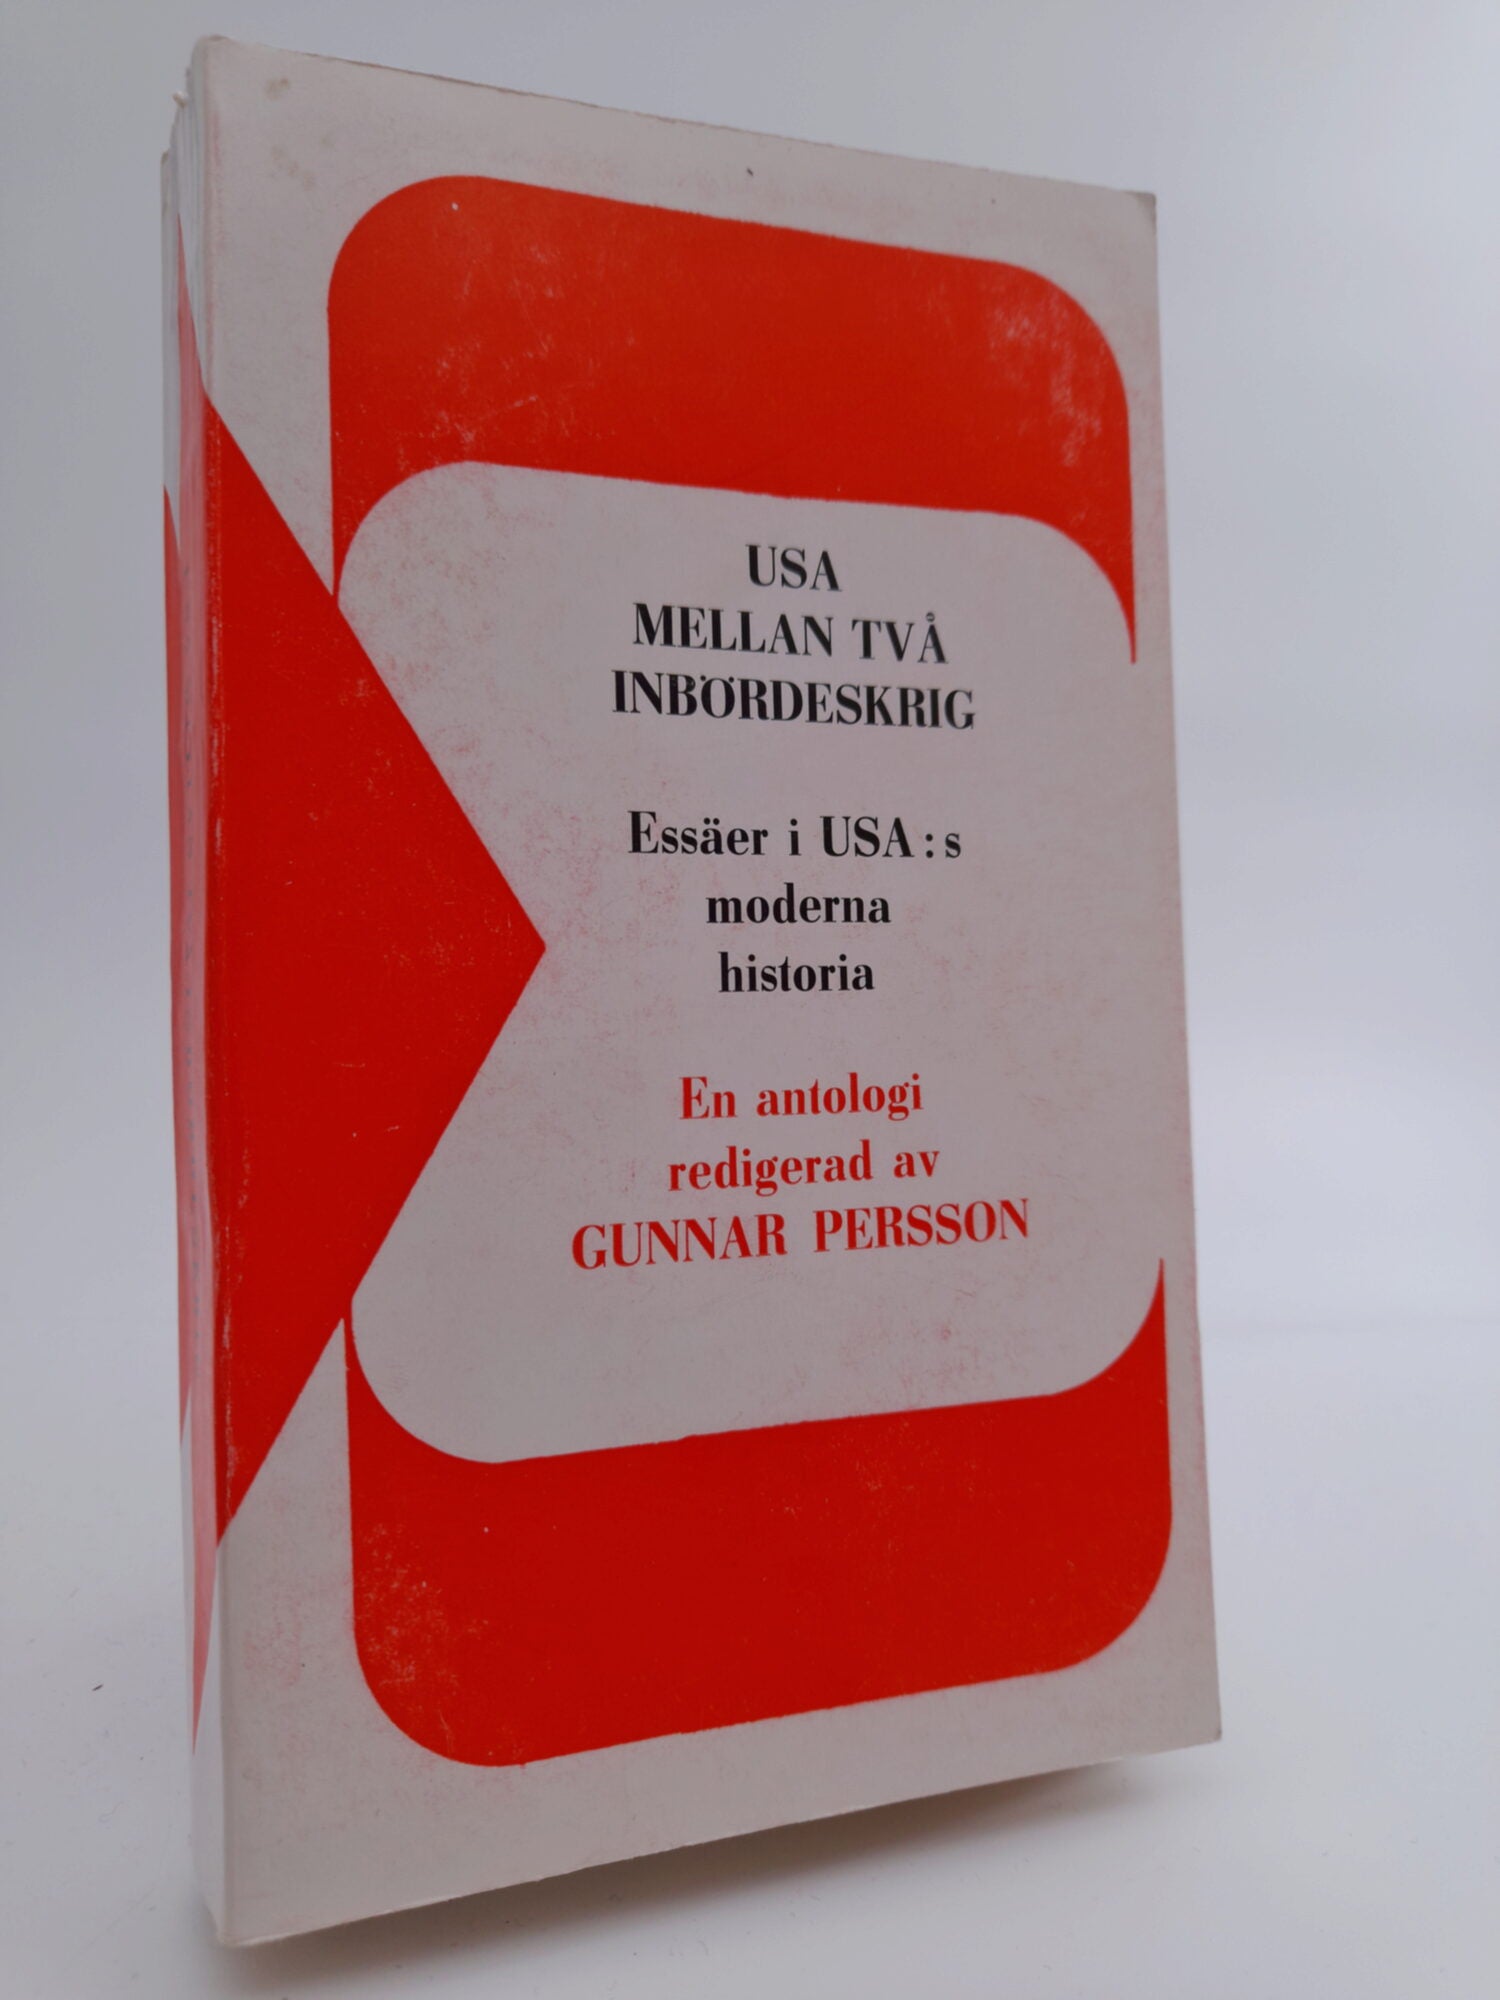 USA
MELLAN TVÅ
INBÖRDESKRIG
Essäer i USA:s
moderna
historia
En antologi
redigerad av
GUNNAR PERSSON